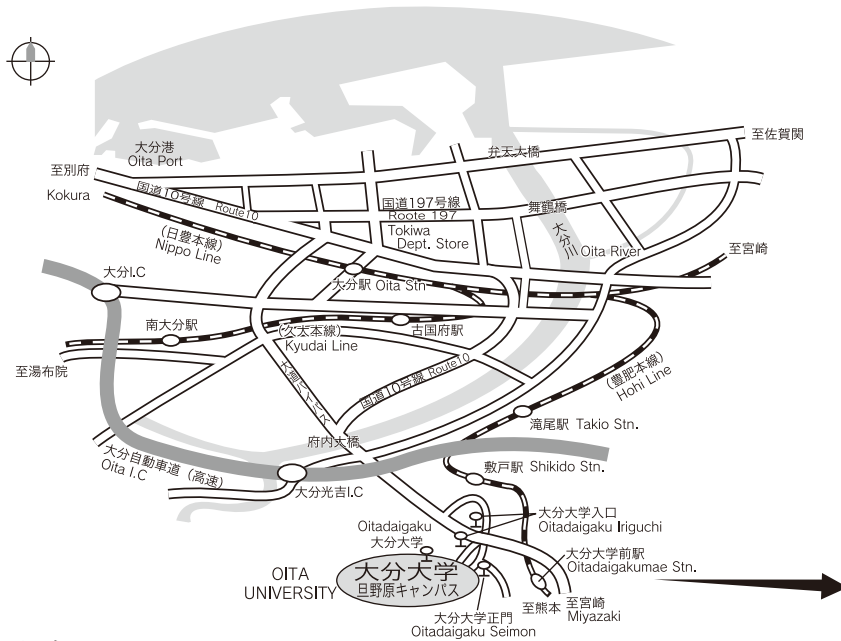 大分港
Oita Port
弁天大橋
至佐賀関
至別府
国道10号線 Route10
国道197号線
Route 197
舞鶴橋
Kokura
Tokiwa
Dept. Store
(日豊本線)
Nippo Line
大分川 Oita River
至宮崎
大分I.C
大分駅 Oita Stn
南大分駅
(久大本線)
Kyudai Line
古国府駅
至湯布院
大南バイパス
国道10号線 Route10
(豊肥本線)
Hohi Line
滝尾駅 Takio Stn.
府内大橋
大分自動車道(高速)
Oita I.C
敷戸駅 Shikido Stn.
大分光吉I.C
大分大学入口
Oitadaigaku Iriguchi
Oitadaigaku
大分大学
大分大学前駅
Oitadaigakumae Stn.
OITA
UNIVERSITY
大分大学
旦野原キャンパス
大分大学正門
Oitadaigaku Seimon
至熊本
至宮崎
Miyazaki